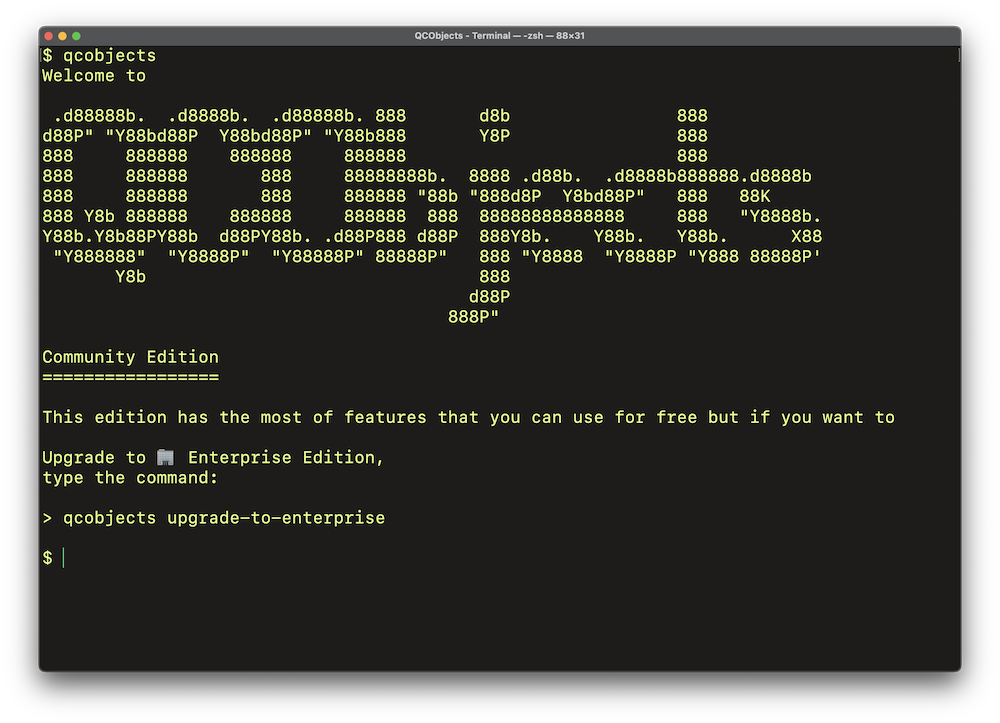 QCObjects - Terminal — -zsh — 88×31
$ qcobjects
Welcome to
 .d88888b.  .d8888b.  .d88888b. 888       d8b                888
d88P" "Y88bd88P  Y88bd88P" "Y88b888       Y8P                888
888     888888    888888     888888                          888
888     888888       888     88888888b.  8888 .d88b.  .d8888b888888.d8888b
888     888888       888     888888 "88b "888d8P  Y8bd88P"   888   88K
888 Y8b 888888    888888     888888  888  88888888888888     888   "Y8888b.
Y88b.Y8b88PY88b  d88PY88b. .d88P888 d88P  888Y8b.    Y88b.   Y88b.      X88
 "Y888888"  "Y8888P"  "Y88888P" 88888P"   888 "Y8888  "Y8888P "Y888 88888P'
       Y8b                                888
                                         d88P
                                       888P"
Community Edition
=================
This edition has the most of features that you can use for free but if you want to
Upgrade to 🏢 Enterprise Edition,
type the command:
> qcobjects upgrade-to-enterprise
$